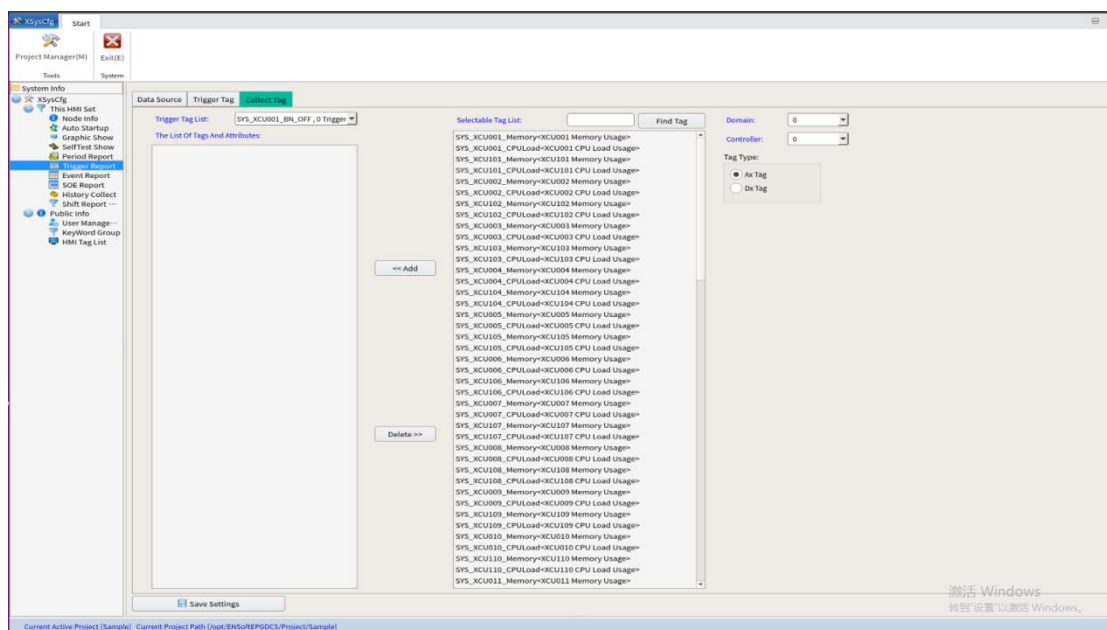 XSysCfg
Start
Project Manager(M)
Exit(E)
Tools
System
System Info
XSysCfg
This HMI Set
Node Info
Auto Startup
Graphic Show
SelfTest Show
Period Report
Trigger Report
Event Report
SOE Report
History Collect
Shift Report ···
Public Info
User Manage···
KeyWord Group
HMI Tag List
Data Source
Trigger Tag
Collect Tag
Trigger Tag List:
SYS_XCU001_BN_OFF , 0 Trigger
The List Of Tags And Attributes:
<< Add
Delete >>
Selectable Tag List:
Find Tag
SYS_XCU001_Memory<XCU001 Memory Usage>
SYS_XCU001_CPULoad<XCU001 CPU Load Usage>
SYS_XCU101_Memory<XCU101 Memory Usage>
SYS_XCU101_CPULoad<XCU101 CPU Load Usage>
SYS_XCU002_Memory<XCU002 Memory Usage>
SYS_XCU002_CPULoad<XCU002 CPU Load Usage>
SYS_XCU102_Memory<XCU102 Memory Usage>
SYS_XCU102_CPULoad<XCU102 CPU Load Usage>
SYS_XCU003_Memory<XCU003 Memory Usage>
SYS_XCU003_CPULoad<XCU003 CPU Load Usage>
SYS_XCU103_Memory<XCU103 Memory Usage>
SYS_XCU103_CPULoad<XCU103 CPU Load Usage>
SYS_XCU004_Memory<XCU004 Memory Usage>
SYS_XCU004_CPULoad<XCU004 CPU Load Usage>
SYS_XCU104_Memory<XCU104 Memory Usage>
SYS_XCU104_CPULoad<XCU104 CPU Load Usage>
SYS_XCU005_Memory<XCU005 Memory Usage>
SYS_XCU005_CPULoad<XCU005 CPU Load Usage>
SYS_XCU105_Memory<XCU105 Memory Usage>
SYS_XCU105_CPULoad<XCU105 CPU Load Usage>
SYS_XCU006_Memory<XCU006 Memory Usage>
SYS_XCU006_CPULoad<XCU006 CPU Load Usage>
SYS_XCU106_Memory<XCU106 Memory Usage>
SYS_XCU106_CPULoad<XCU106 CPU Load Usage>
SYS_XCU007_Memory<XCU007 Memory Usage>
SYS_XCU007_CPULoad<XCU007 CPU Load Usage>
SYS_XCU107_Memory<XCU107 Memory Usage>
SYS_XCU107_CPULoad<XCU107 CPU Load Usage>
SYS_XCU008_Memory<XCU008 Memory Usage>
SYS_XCU008_CPULoad<XCU008 CPU Load Usage>
SYS_XCU108_Memory<XCU108 Memory Usage>
SYS_XCU108_CPULoad<XCU108 CPU Load Usage>
SYS_XCU009_Memory<XCU009 Memory Usage>
SYS_XCU009_CPULoad<XCU009 CPU Load Usage>
SYS_XCU109_Memory<XCU109 Memory Usage>
SYS_XCU109_CPULoad<XCU109 CPU Load Usage>
SYS_XCU010_Memory<XCU010 Memory Usage>
SYS_XCU010_CPULoad<XCU010 CPU Load Usage>
SYS_XCU110_Memory<XCU110 Memory Usage>
SYS_XCU110_CPULoad<XCU110 CPU Load Usage>
SYS_XCU011_Memory<XCU011 Memory Usage>
Domain:
0
Controller:
0
Tag Type:
Ax Tag
Dx Tag
Save Settings
激活 Windows
转到"设置"以激活 Windows。
Current Active Project [Sample] Current Project Path [/opt/ENSoftEPGDCS/Project/Sample]